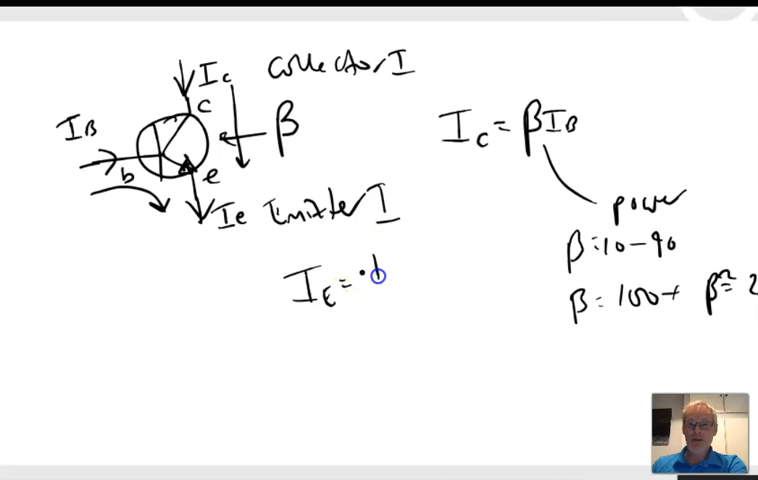 Ic Collector I
c
IB β
b
e
Ie Emitter I
IE =
Ic = βIB
power
β = 10 - 90
β = 100+ β =